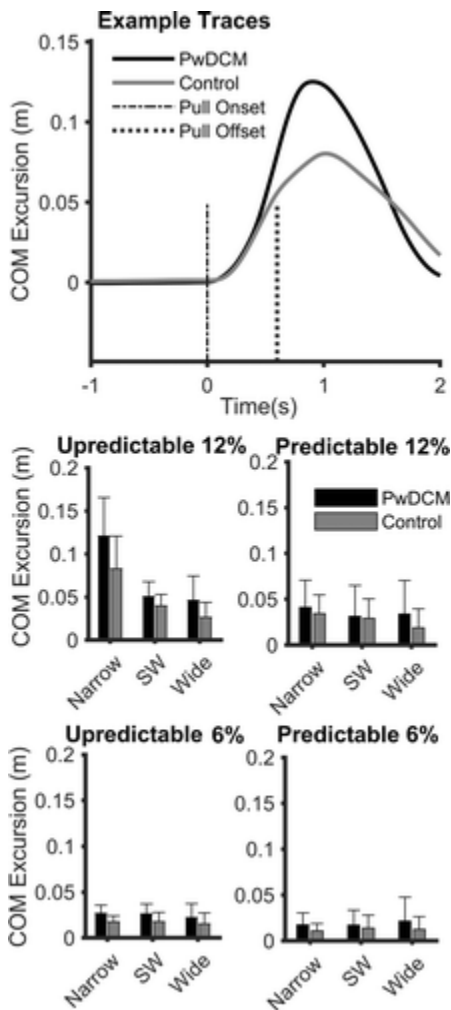 Example Traces
0.15
PwDCM
Control
0.1
Pull Onset
Pull Offset
0.05
0
COM Excursion (m)
-1 0 1 2
Time(s)
Upredictable 12% Predictable 12%
0.2 0.2
0.15 0.15
PwDCM
Control
0.1 0.1
0.05 0.05
0 0
COM Excursion (m)
Narrow SW Wide Narrow SW Wide
Upredictable 6% Predictable 6%
0.2 0.2
0.15 0.15
0.1 0.1
0.05 0.05
0 0
COM Excursion (m)
Narrow SW Wide Narrow SW Wide